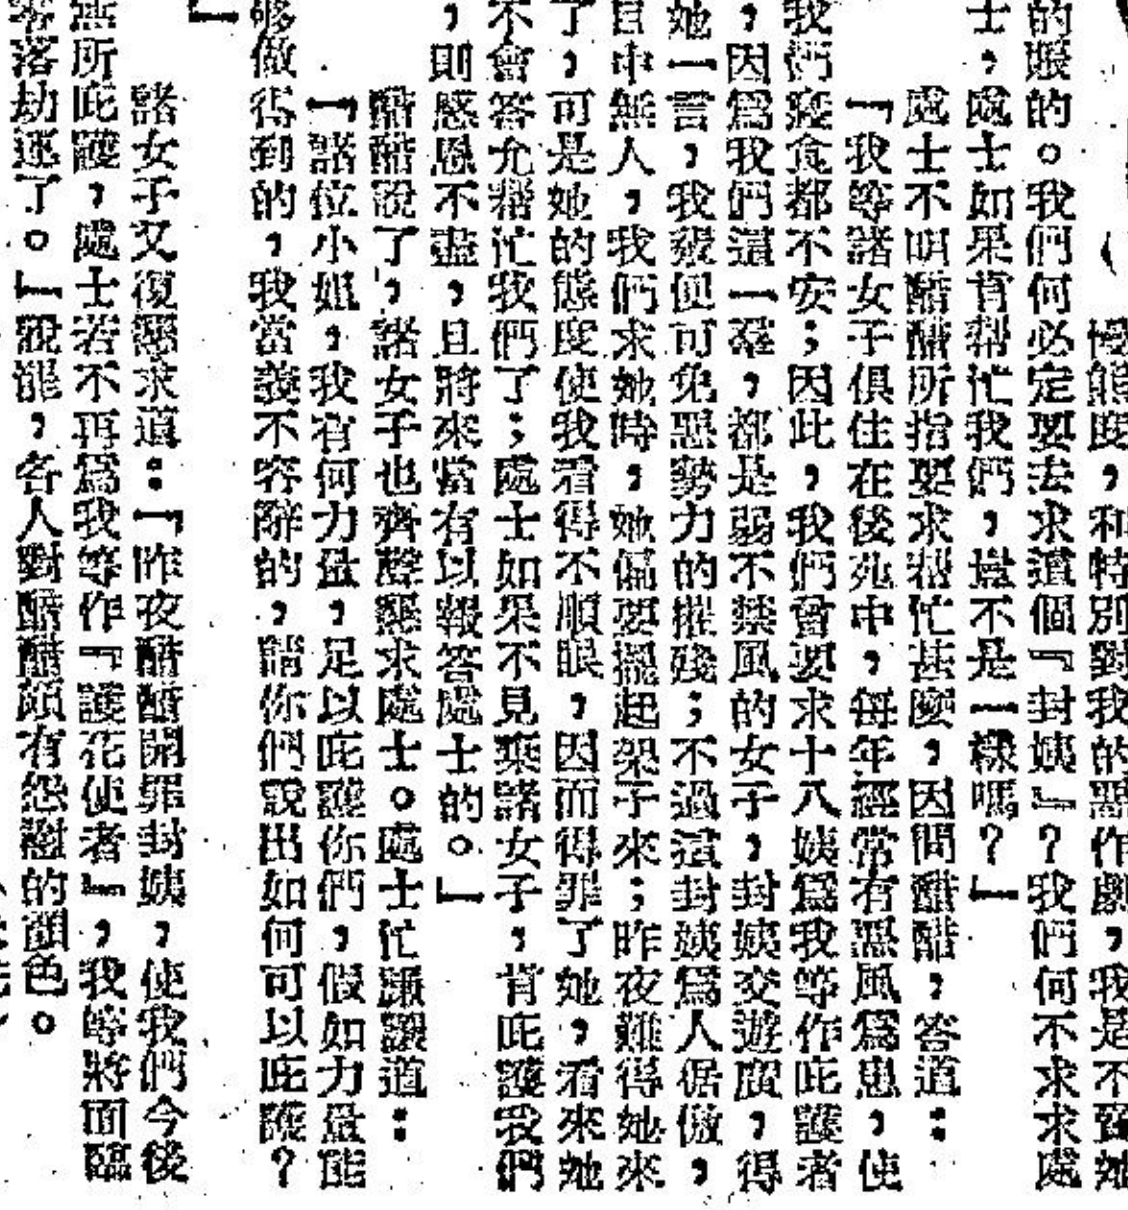 慢態度，和特別對我的惡作劇，我是不賣她
的賬的。我們何必定要去求這個『封姨』？我們何不求求處
士，處士如果肯幫忙我們，豈不是一樣嗎？」
處士不明醋醋所指要求幫忙甚麼，因問醋醋，答道：
「我等諸女子俱住在後苑中，每年經常有惡風為患，使
我們寢食都不安；因此，我們曾要求十八姨為我等作庇護者
，因為我們這一羣，都是弱不禁風的女子，封姨交遊廣，得
她一言，我裰便可免惡勢力的摧殘；不過這封姨為人倨傲，
目中無人，我們求她時，她偏要擺起架子來；昨夜難得她來
了，可是她的態度使我看得不順眼，因而得罪了她，看來她
不會答允幫忙我們了；處士如果不見棄諸女子，肯庇護我們
，則感恩不盡，且將來當有以報答處士的。」
醋醋說了，諸女子也齊聲懇求處士。處士忙謙讓道：
「諸位小姐，我有何力量，足以庇護你們，假如力量能
够做得到的，我當義不容辭的，請你們說出如何可以庇護？
」
諸女子又復懇求道：「昨夜醋醋開罪封姨，使我們今後
無所庇護，處士若不再為我等作『護花使者』，我等將面臨
零落劫運了。」說罷，各人對醋醋頗有怨懟的顏色。